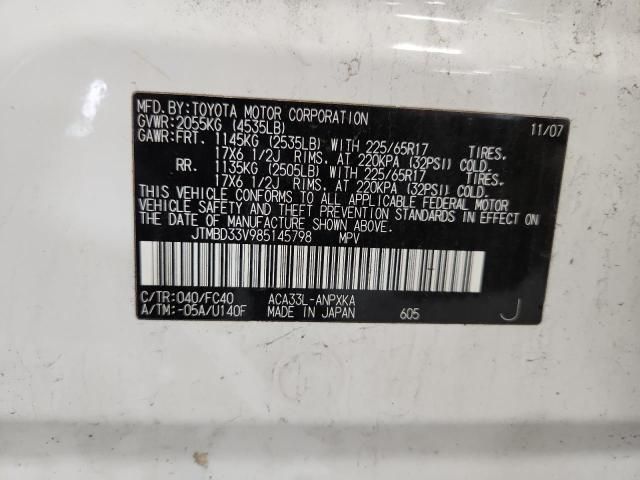 MFD.BY:TOYOTA MOTOR CORPORATION 11/07
GVWR:2055KG (4535LB)
GAWR:FRT. 1145KG (2535LB) WITH 225/65R17 TIRES.
17X6 1/2J RIMS. AT 220KPA (32PSI) COLD.
RR. 1135KG (2505LB) WITH 225/65R17 TIRES.
17X6 1/2J RIMS. AT 220KPA (32PSI) COLD.
THIS VEHICLE CONFORMS TO ALL APPLICABLE FEDERAL MOTOR
VEHICLE SAFETY AND THEFT PREVENTION STANDARDS IN EFFECT ON
THE DATE OF MANUFACTURE SHOWN ABOVE.
JTMBD33V985145798 MPV
C/TR:040/FC40 ACA33L-ANPXKA
A/TM:-05A/U140F MADE IN JAPAN 605 J